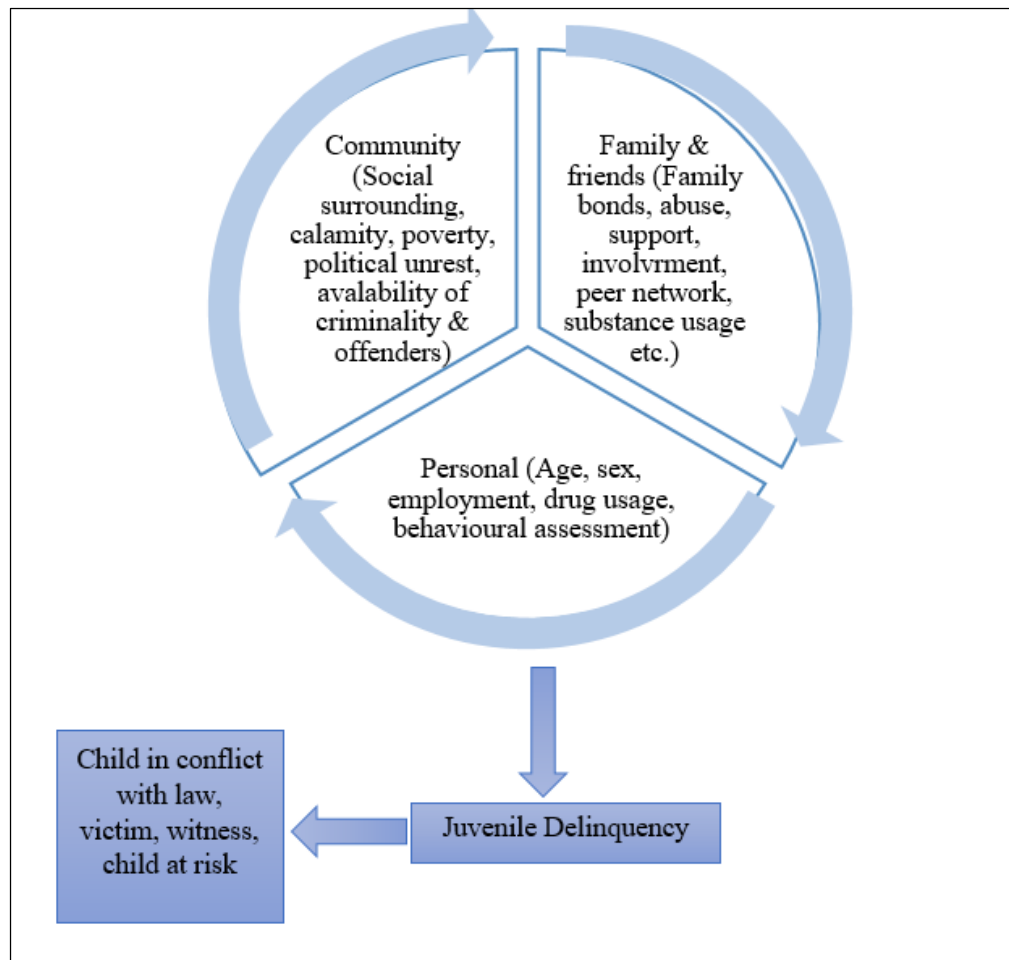 Community
(Social
surrounding,
calamity, poverty,
political unrest,
avalability of
criminality &
offenders)
Family &
friends (Family
bonds, abuse,
support,
involvrment,
peer network,
substance usage
etc.)
Personal (Age, sex,
employment, drug usage,
behavioural assessment)
Child in conflict
with law,
victim, witness,
child at risk
Juvenile Delinquency